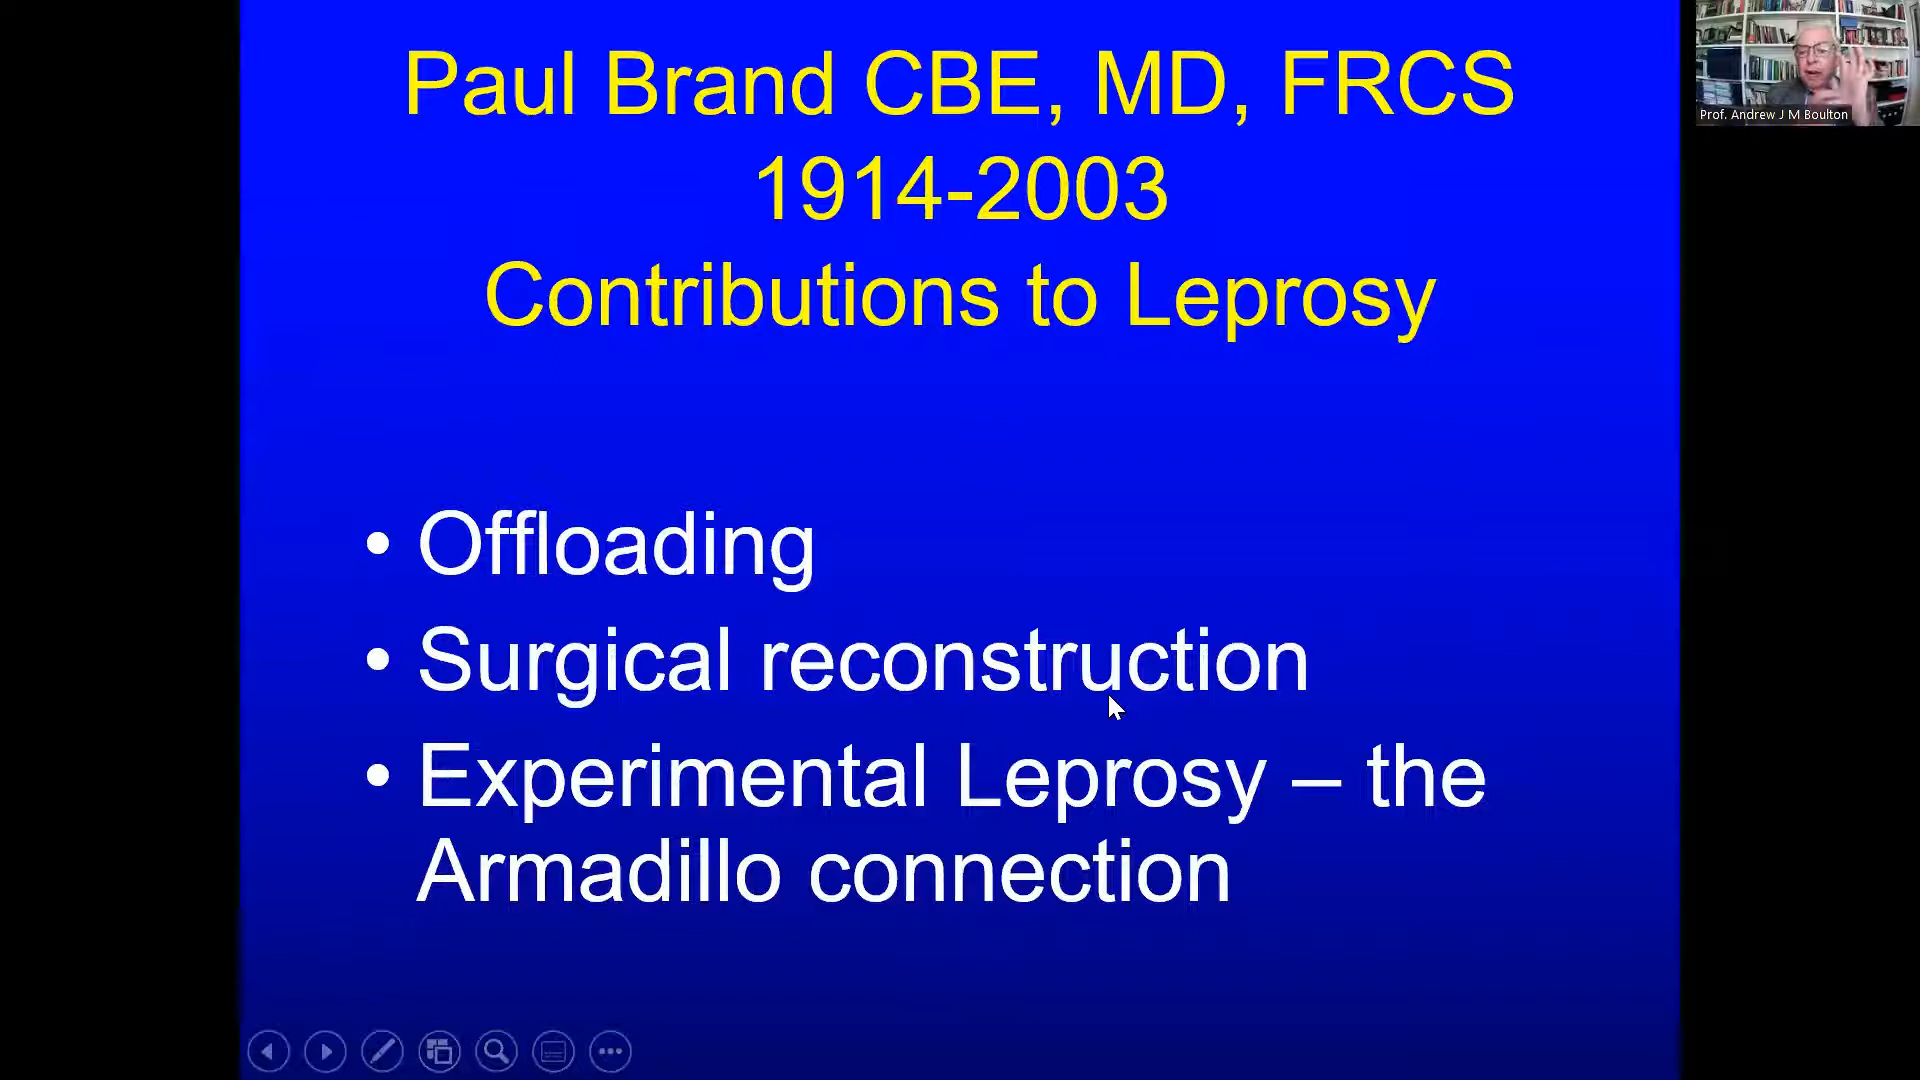 Paul Brand CBE, MD, FRCS
1914-2003
Contributions to Leprosy
• Offloading
• Surgical reconstruction
• Experimental Leprosy – the
Armadillo connection
Prof. Andrew J M Boulton